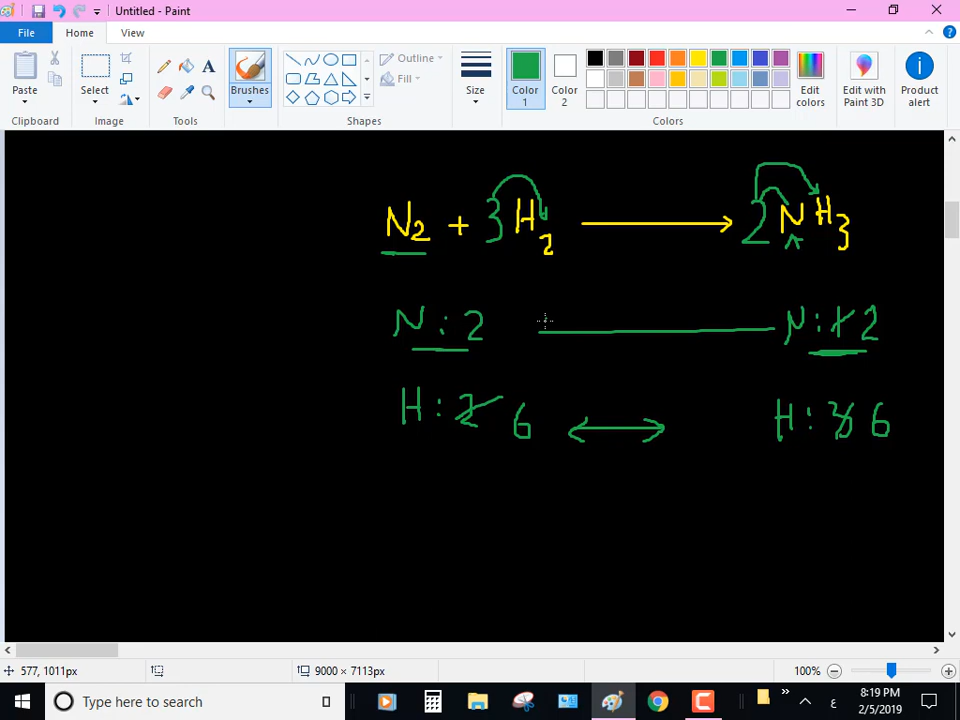 Untitled - Paint
File Home View
Paste Select Brushes Outline Fill Size Color 1 Color 2 Edit colors Edit with Paint 3D Product alert
Clipboard Image Tools Shapes Colors
N2 + 3H2 → 2NH3
N : 2 N : 1 2
H : 2 6 ↔ H : 3 6
577, 1011px 9000 × 7113px 100%
Type here to search ع 8:19 PM
2/5/2019